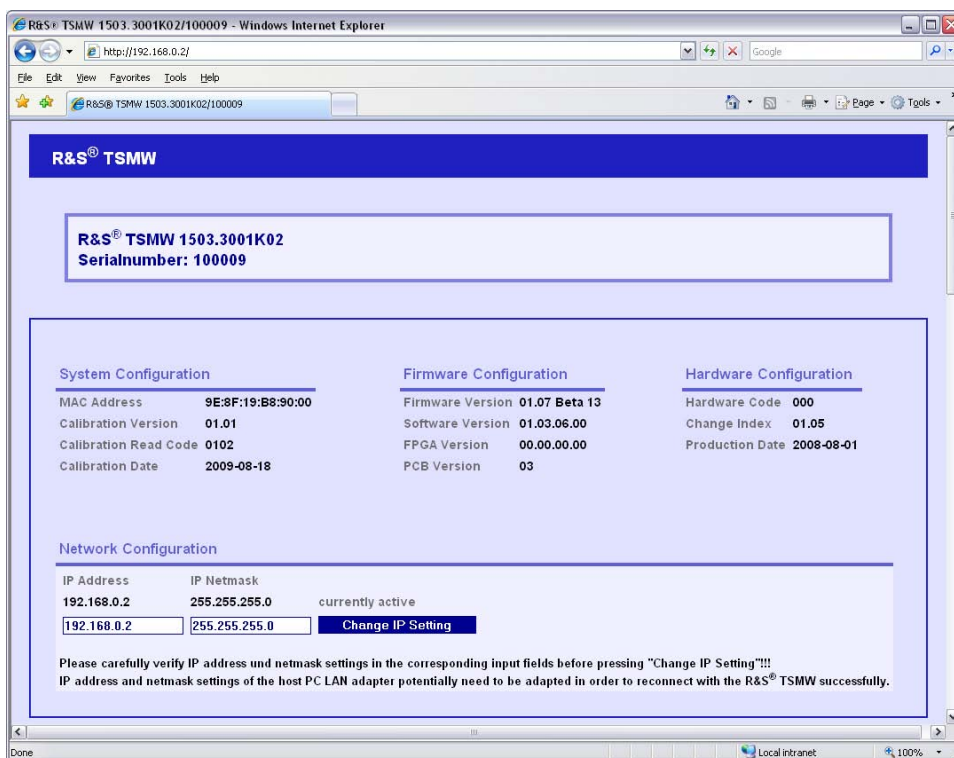 R&S® TSMW 1503.3001K02/100009 - Windows Internet Explorer
http://192.168.0.2/
Google
File Edit View Favorites Tools Help
R&S® TSMW 1503.3001K02/100009
Page Tools
R&S® TSMW
R&S® TSMW 1503.3001K02
Serialnumber: 100009
System Configuration
MAC Address 9E:8F:19:B8:90:00
Calibration Version 01.01
Calibration Read Code 0102
Calibration Date 2009-08-18
Firmware Configuration
Firmware Version 01.07 Beta 13
Software Version 01.03.06.00
FPGA Version 00.00.00.00
PCB Version 03
Hardware Configuration
Hardware Code 000
Change Index 01.05
Production Date 2008-08-01
Network Configuration
IP Address IP Netmask
192.168.0.2 255.255.255.0 currently active
192.168.0.2 255.255.255.0 Change IP Setting
Please carefully verify IP address und netmask settings in the corresponding input fields before pressing "Change IP Setting"!!!
IP address and netmask settings of the host PC LAN adapter potentially need to be adapted in order to reconnect with the R&S® TSMW successfully.
Done Local intranet 100%